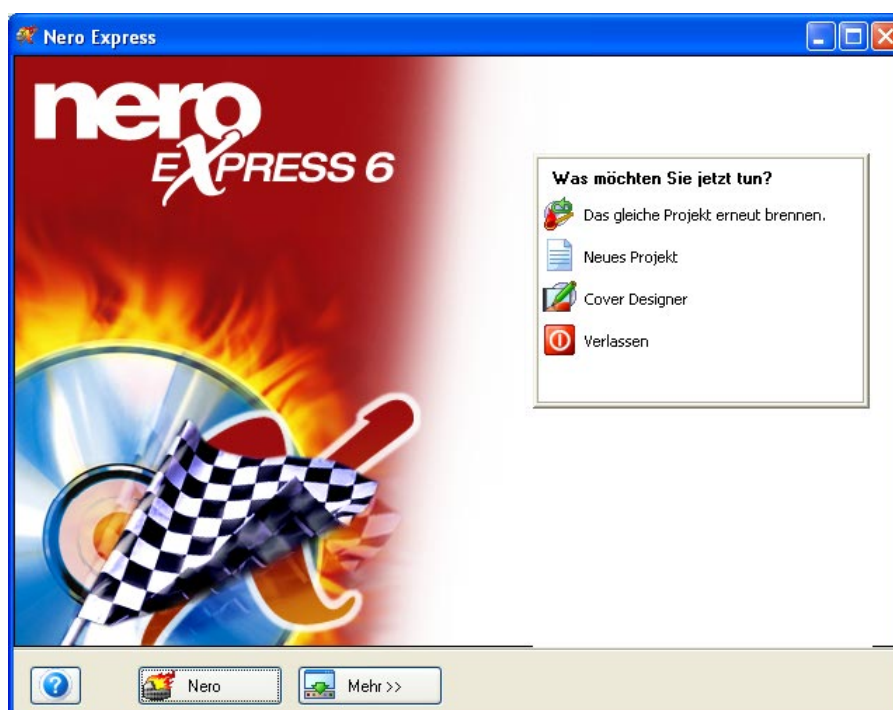 Nero Express
nero
EXPRESS 6
Was möchten Sie jetzt tun?
Das gleiche Projekt erneut brennen.
Neues Projekt
Cover Designer
Verlassen
?
Nero
Mehr >>